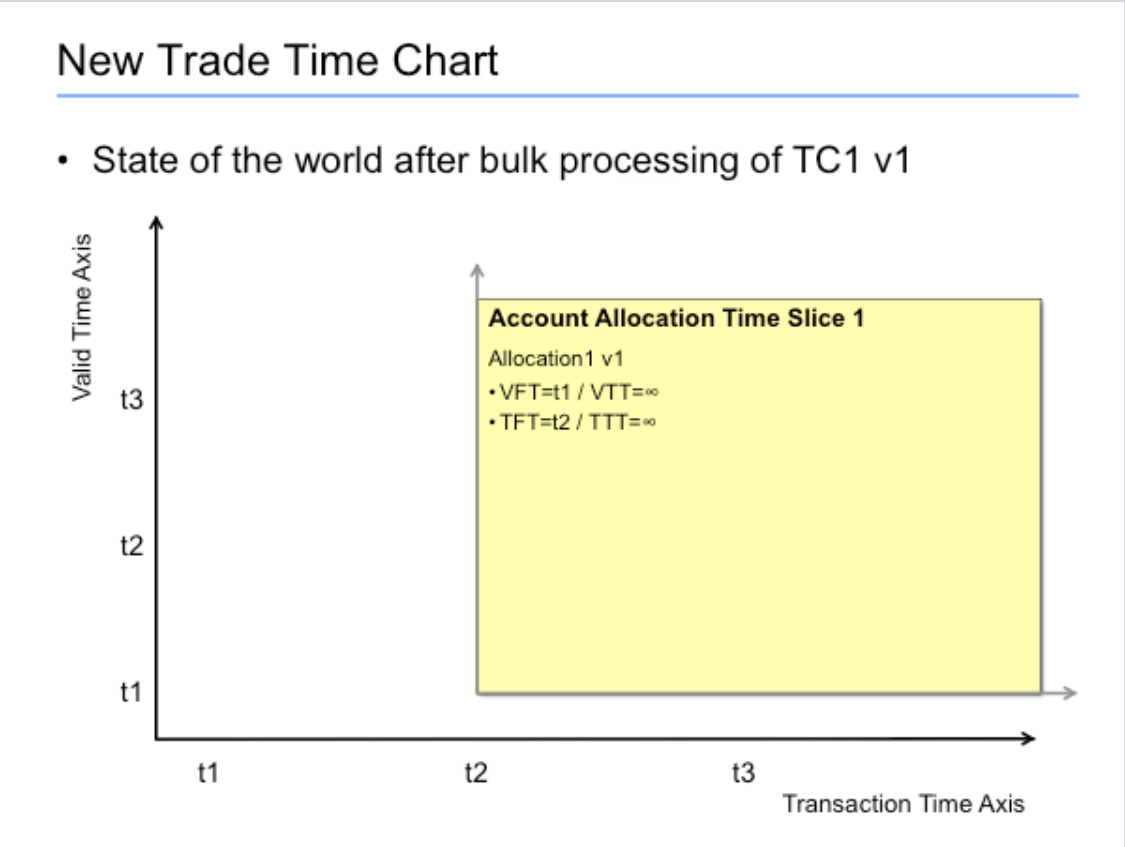 New Trade Time Chart
• State of the world after bulk processing of TC1 v1
Valid Time Axis
Account Allocation Time Slice 1
Allocation1 v1
• VFT=t1 / VTT=∞
• TFT=t2 / TTT=∞
t3
t2
t1
t1 t2 t3
Transaction Time Axis